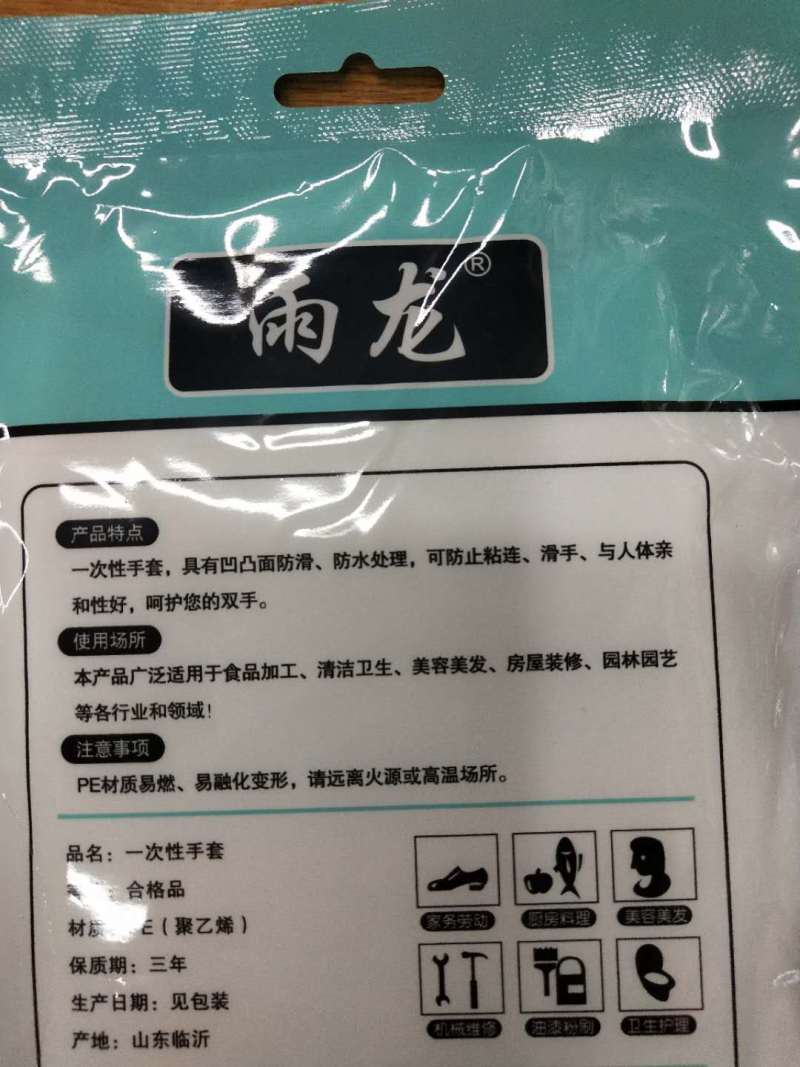 雨龙®
产品特点
一次性手套，具有凹凸面防滑、防水处理，可防止粘连、滑手、与人体亲
和性好，呵护您的双手。
使用场所
本产品广泛适用于食品加工、清洁卫生、美容美发、房屋装修、园林园艺
等各行业和领域！
注意事项
PE材质易燃、易融化变形，请远离火源或高温场所。
品名：一次性手套
合格品
材质 E（聚乙烯）
保质期：三年
生产日期：见包装
产地：山东临沂
家务劳动
厨房料理
美容美发
机械维修
油漆粉刷
卫生护理